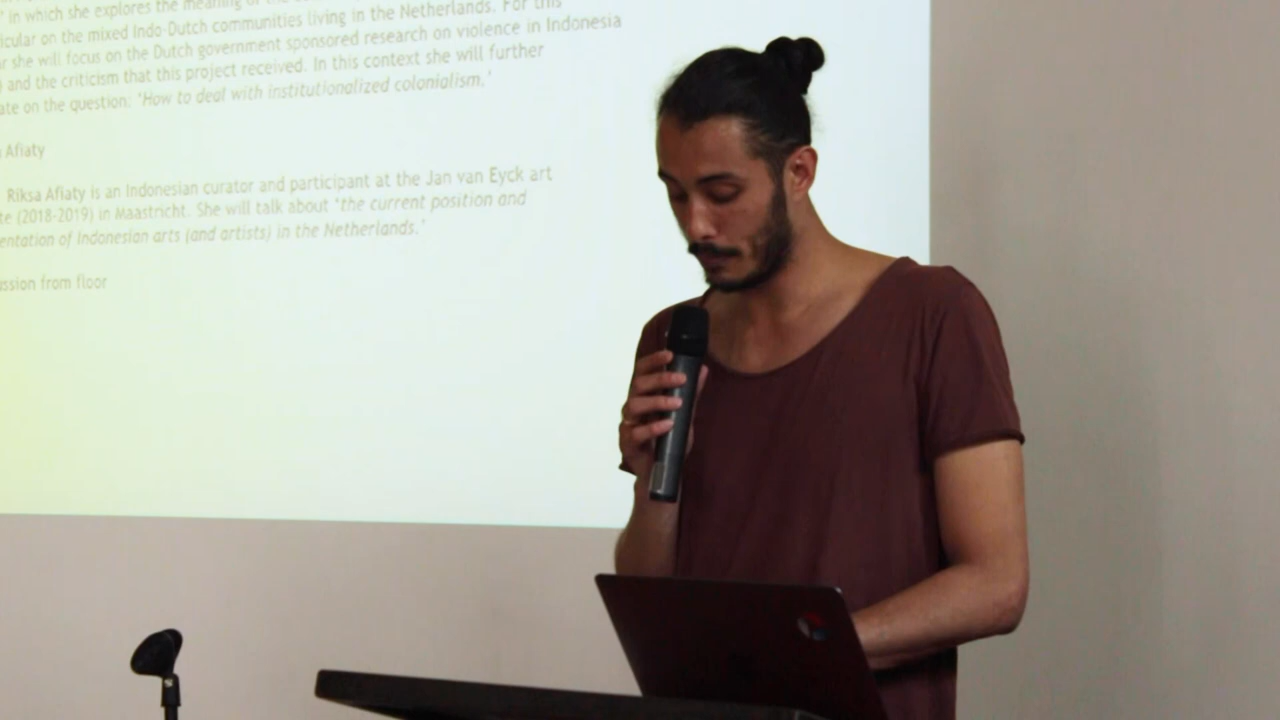 ' in which she explores the meaning of the
icular on the mixed Indo-Dutch communities living in the Netherlands. For this
r she will focus on the Dutch government sponsored research on violence in Indonesia
) and the criticism that this project received. In this context she will further
ate on the question: 'How to deal with institutionalized colonialism.'
Afiaty
Riksa Afiaty is an Indonesian curator and participant at the Jan van Eyck art
te (2018-2019) in Maastricht. She will talk about 'the current position and
entation of Indonesian arts (and artists) in the Netherlands.'
ussion from floor